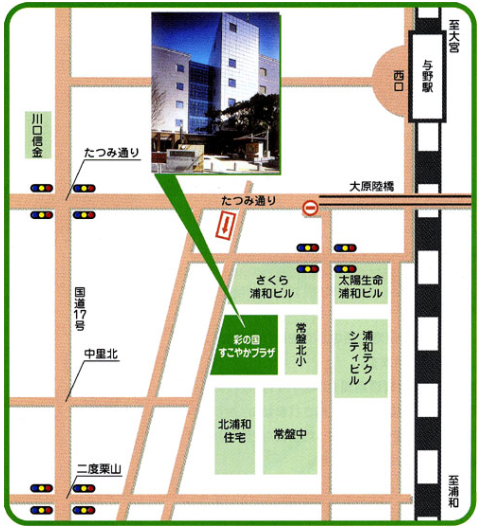 至大宮
与野駅
西口
川口信金
たつみ通り
大原陸橋
たつみ通り
さくら
浦和ビル
太陽生命
浦和ビル
国道17号
彩の国
すこやかプラザ
常盤北小
浦和テクノ
シティビル
中里北
北浦和
住宅
常盤中
二度栗山
至浦和